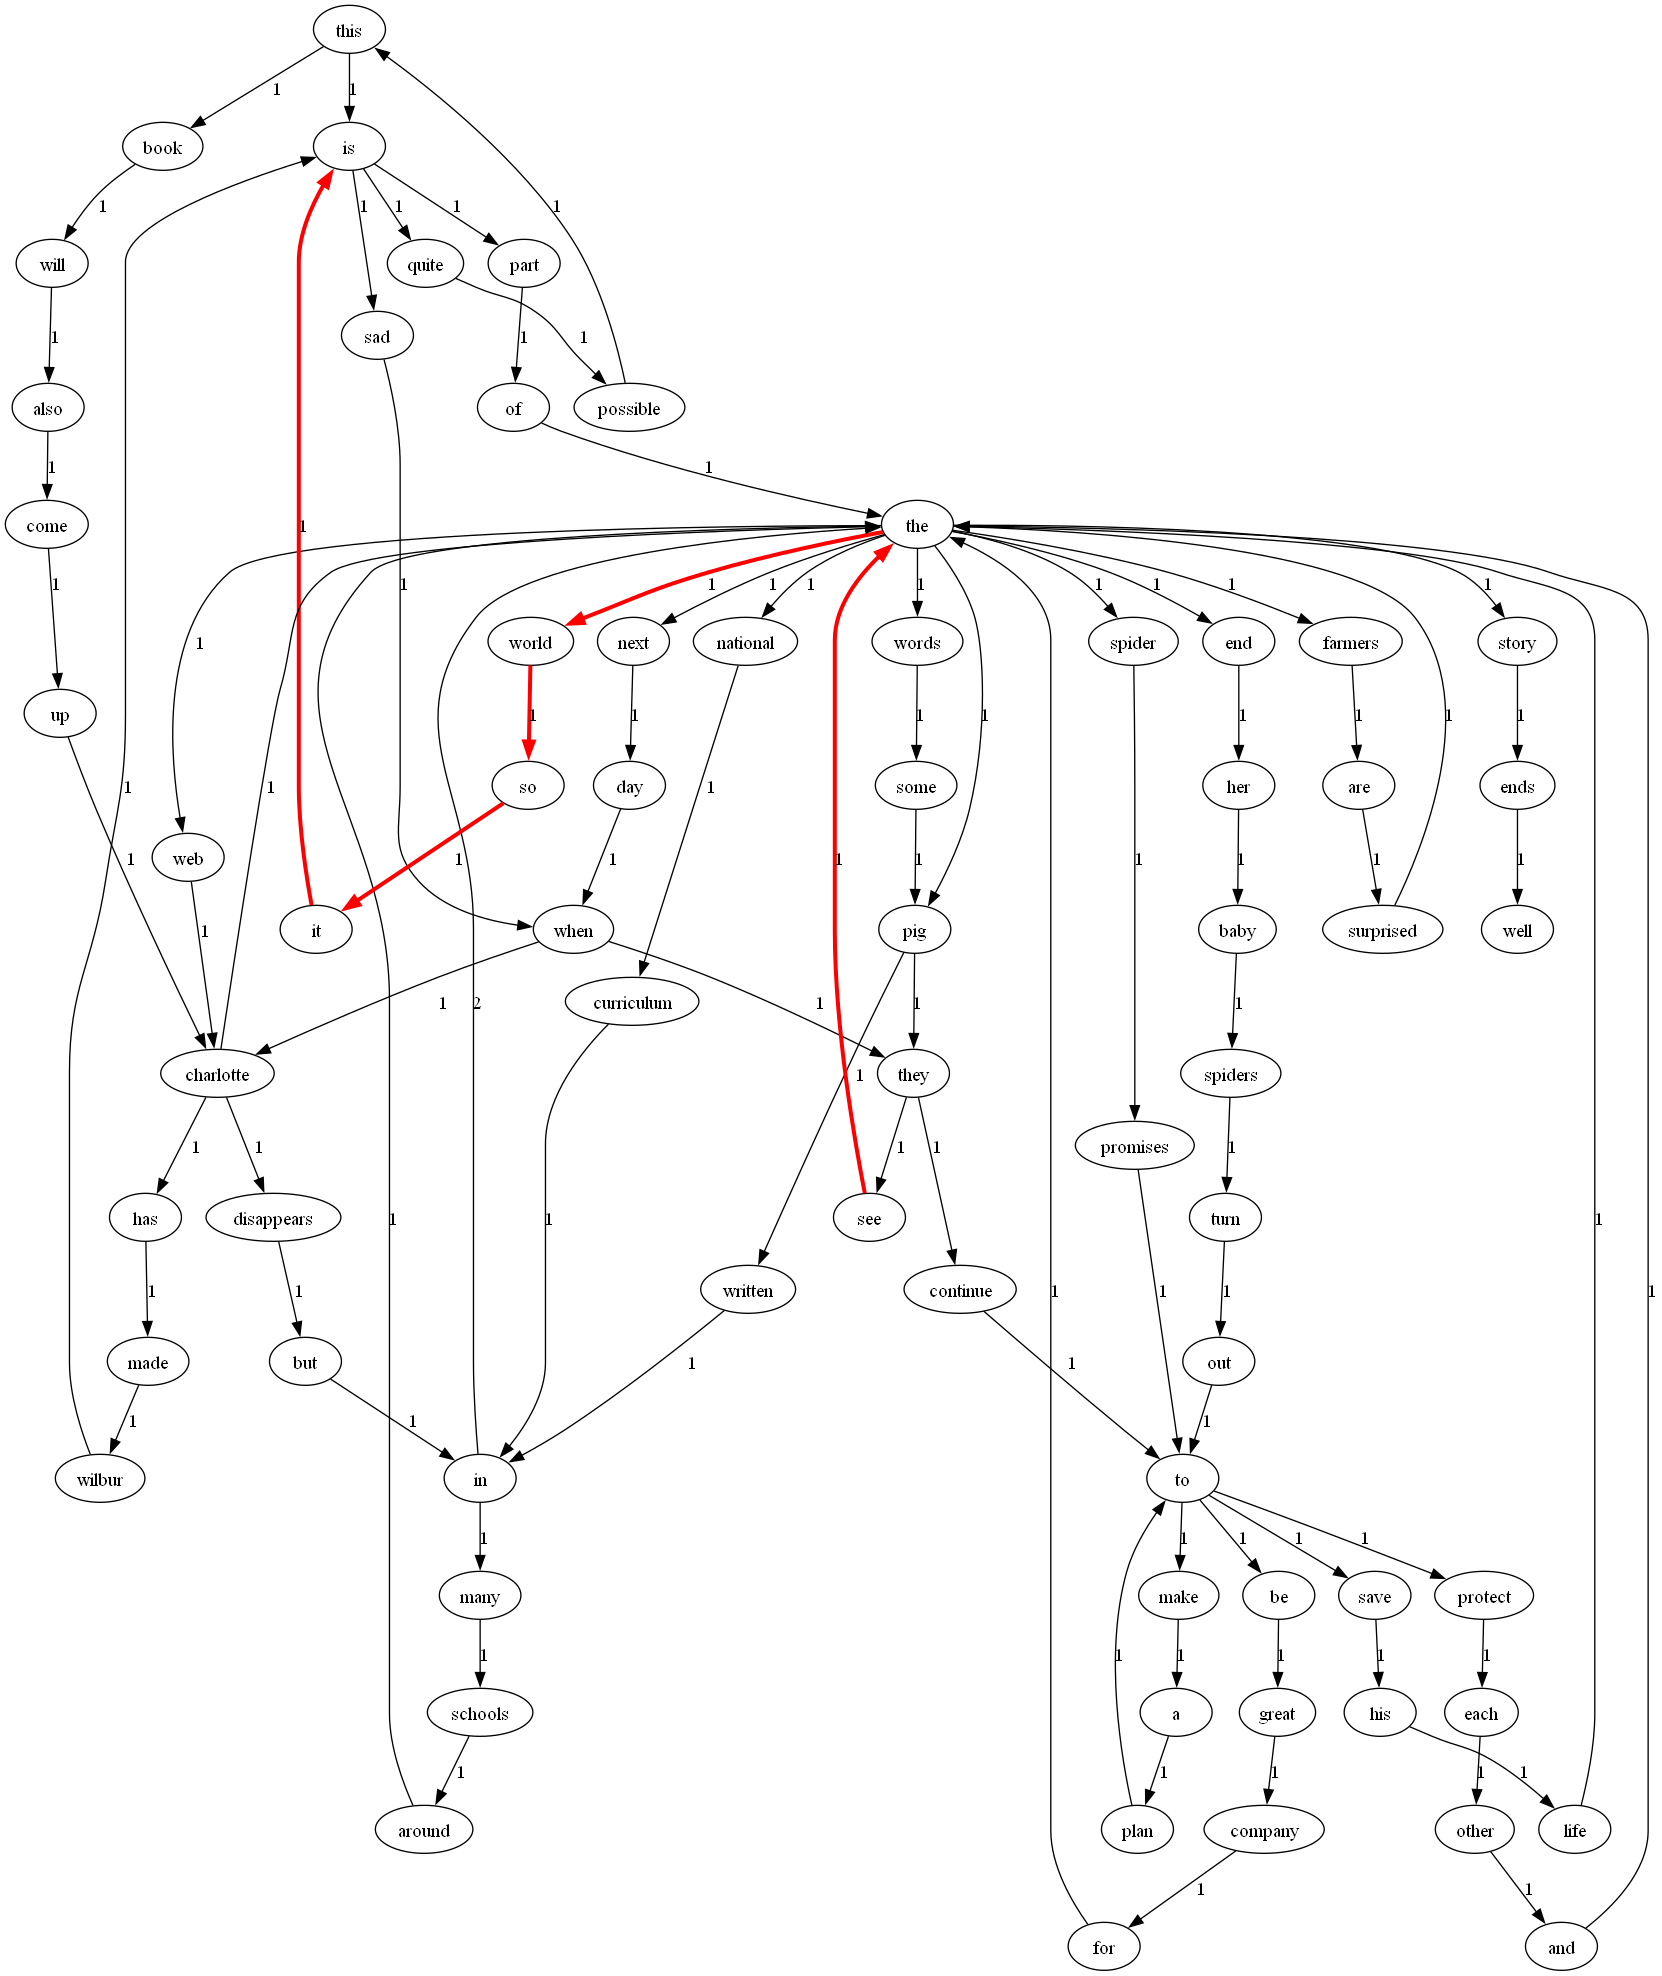 this
1
1
book
is
1
1
1
1
1
will
quite
part
sad
1
1
1
also
of
possible
1
1
come
the
1
1
1
1
1
1
1
1
1
1
1
1
world
next
national
words
spider
end
farmers
story
1
up
1
1
1
1
1
1
1
1
so
day
some
her
are
ends
1
1
1
1
1
1
1
1
1
1
1
1
web
1
it
when
pig
baby
surprised
well
1
1
2
1
1
1
curriculum
charlotte
they
spiders
1
1
1
1
1
1
promises
has
disappears
see
turn
1
1
1
1
1
written
continue
1
1
1
1
1
1
made
but
out
1
1
1
1
1
wilbur
in
to
1
1
1
1
1
many
make
be
save
protect
1
1
1
1
1
1
schools
a
great
his
each
1
1
1
1
1
around
plan
company
other
life
1
1
for
and